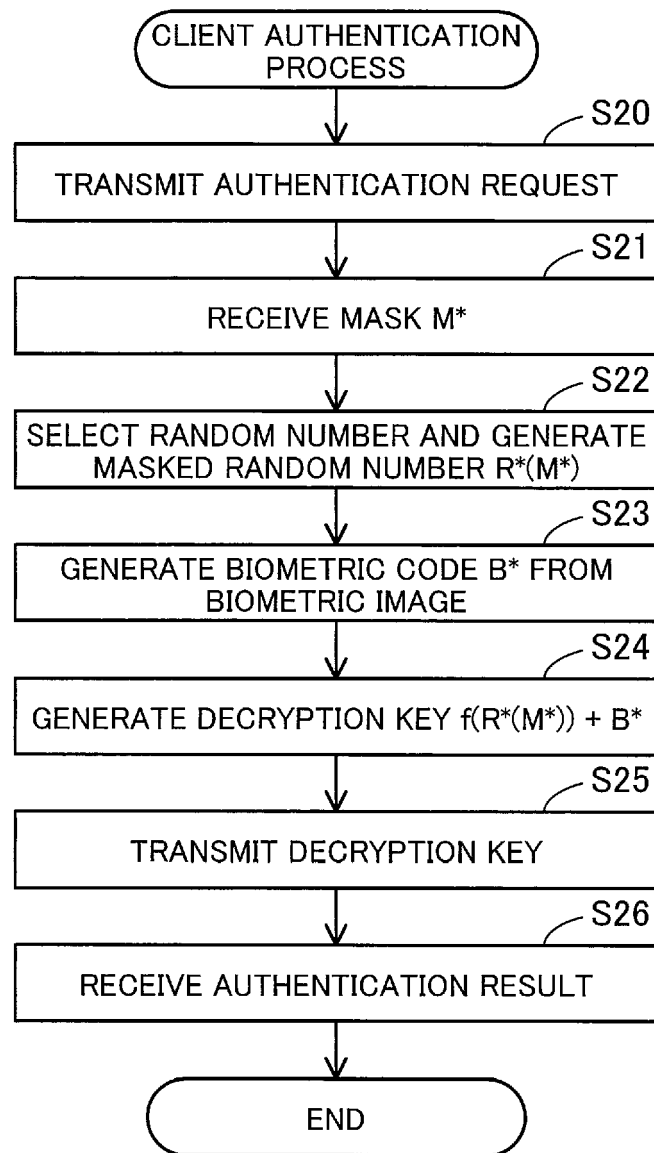 CLIENT AUTHENTICATION
PROCESS
S20
TRANSMIT AUTHENTICATION REQUEST
S21
RECEIVE MASK M*
S22
SELECT RANDOM NUMBER AND GENERATE
MASKED RANDOM NUMBER R*(M*)
S23
GENERATE BIOMETRIC CODE B* FROM
BIOMETRIC IMAGE
S24
GENERATE DECRYPTION KEY f(R*(M*)) + B*
S25
TRANSMIT DECRYPTION KEY
S26
RECEIVE AUTHENTICATION RESULT
END